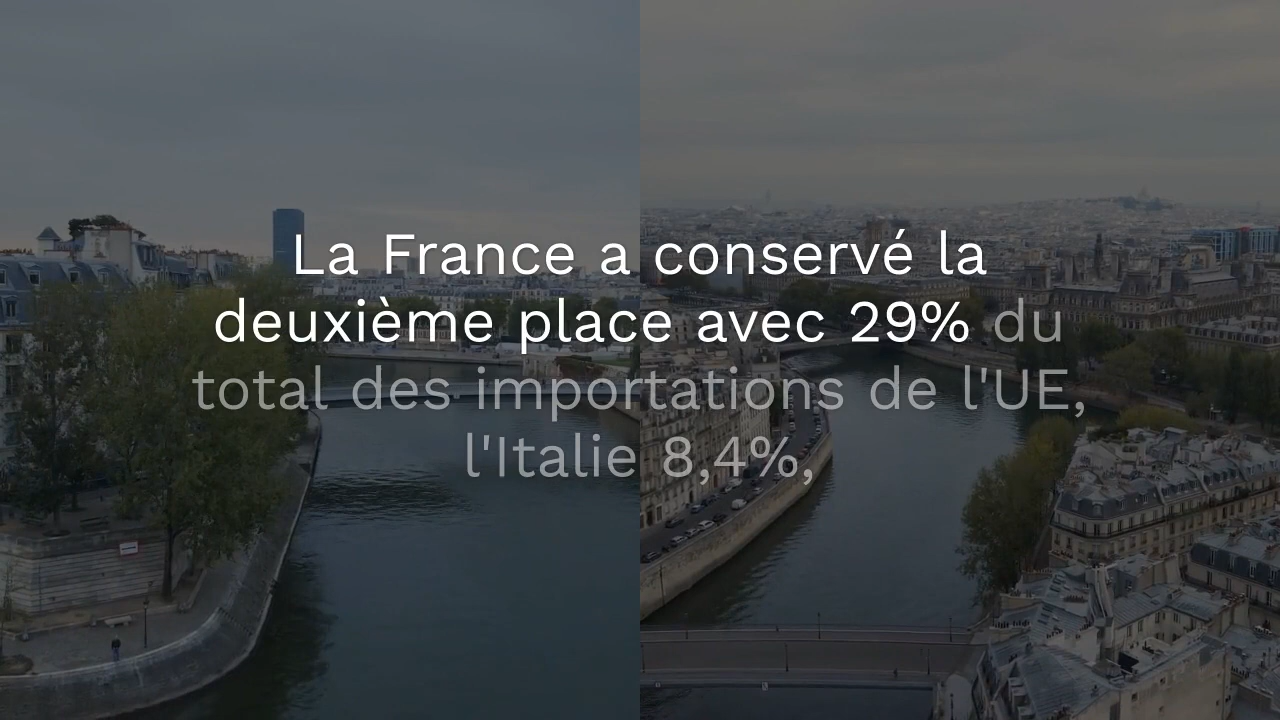 La France a conservé la
deuxième place avec 29% du
total des importations de l'UE,
l'Italie 8,4%,